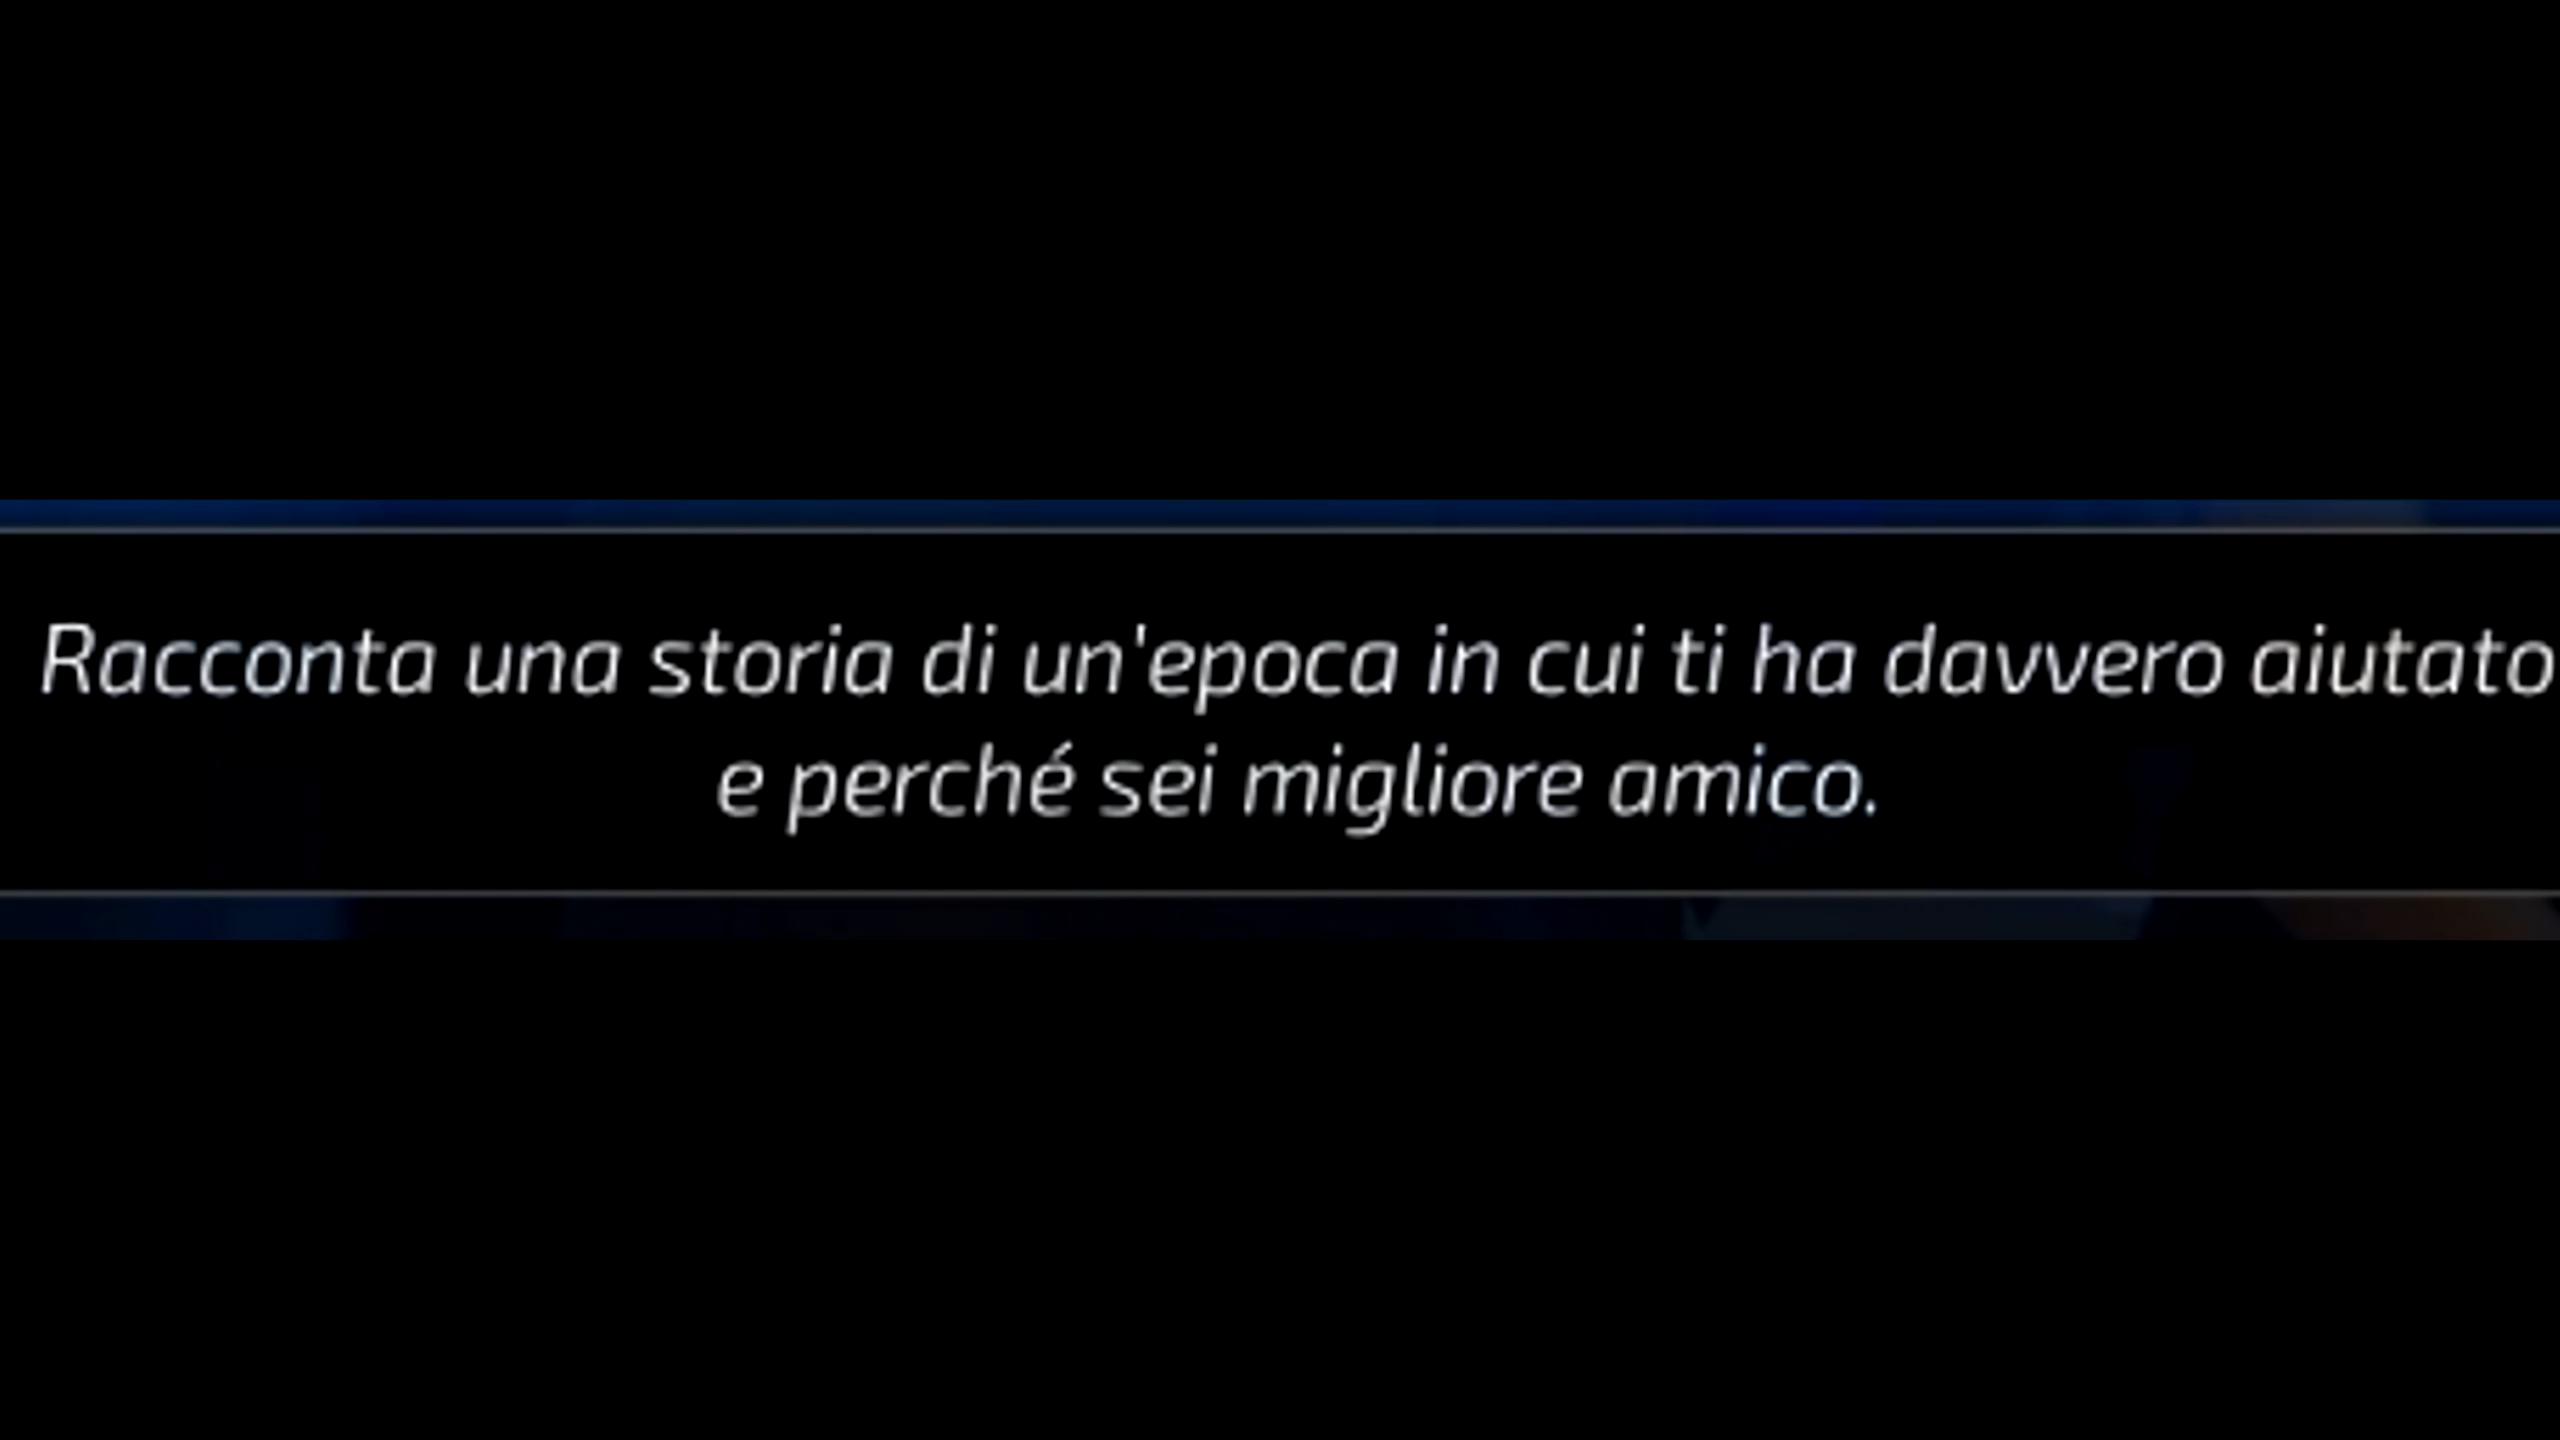 Racconta una storia di un'epoca in cui ti ha davvero aiutato
e perché sei migliore amico.